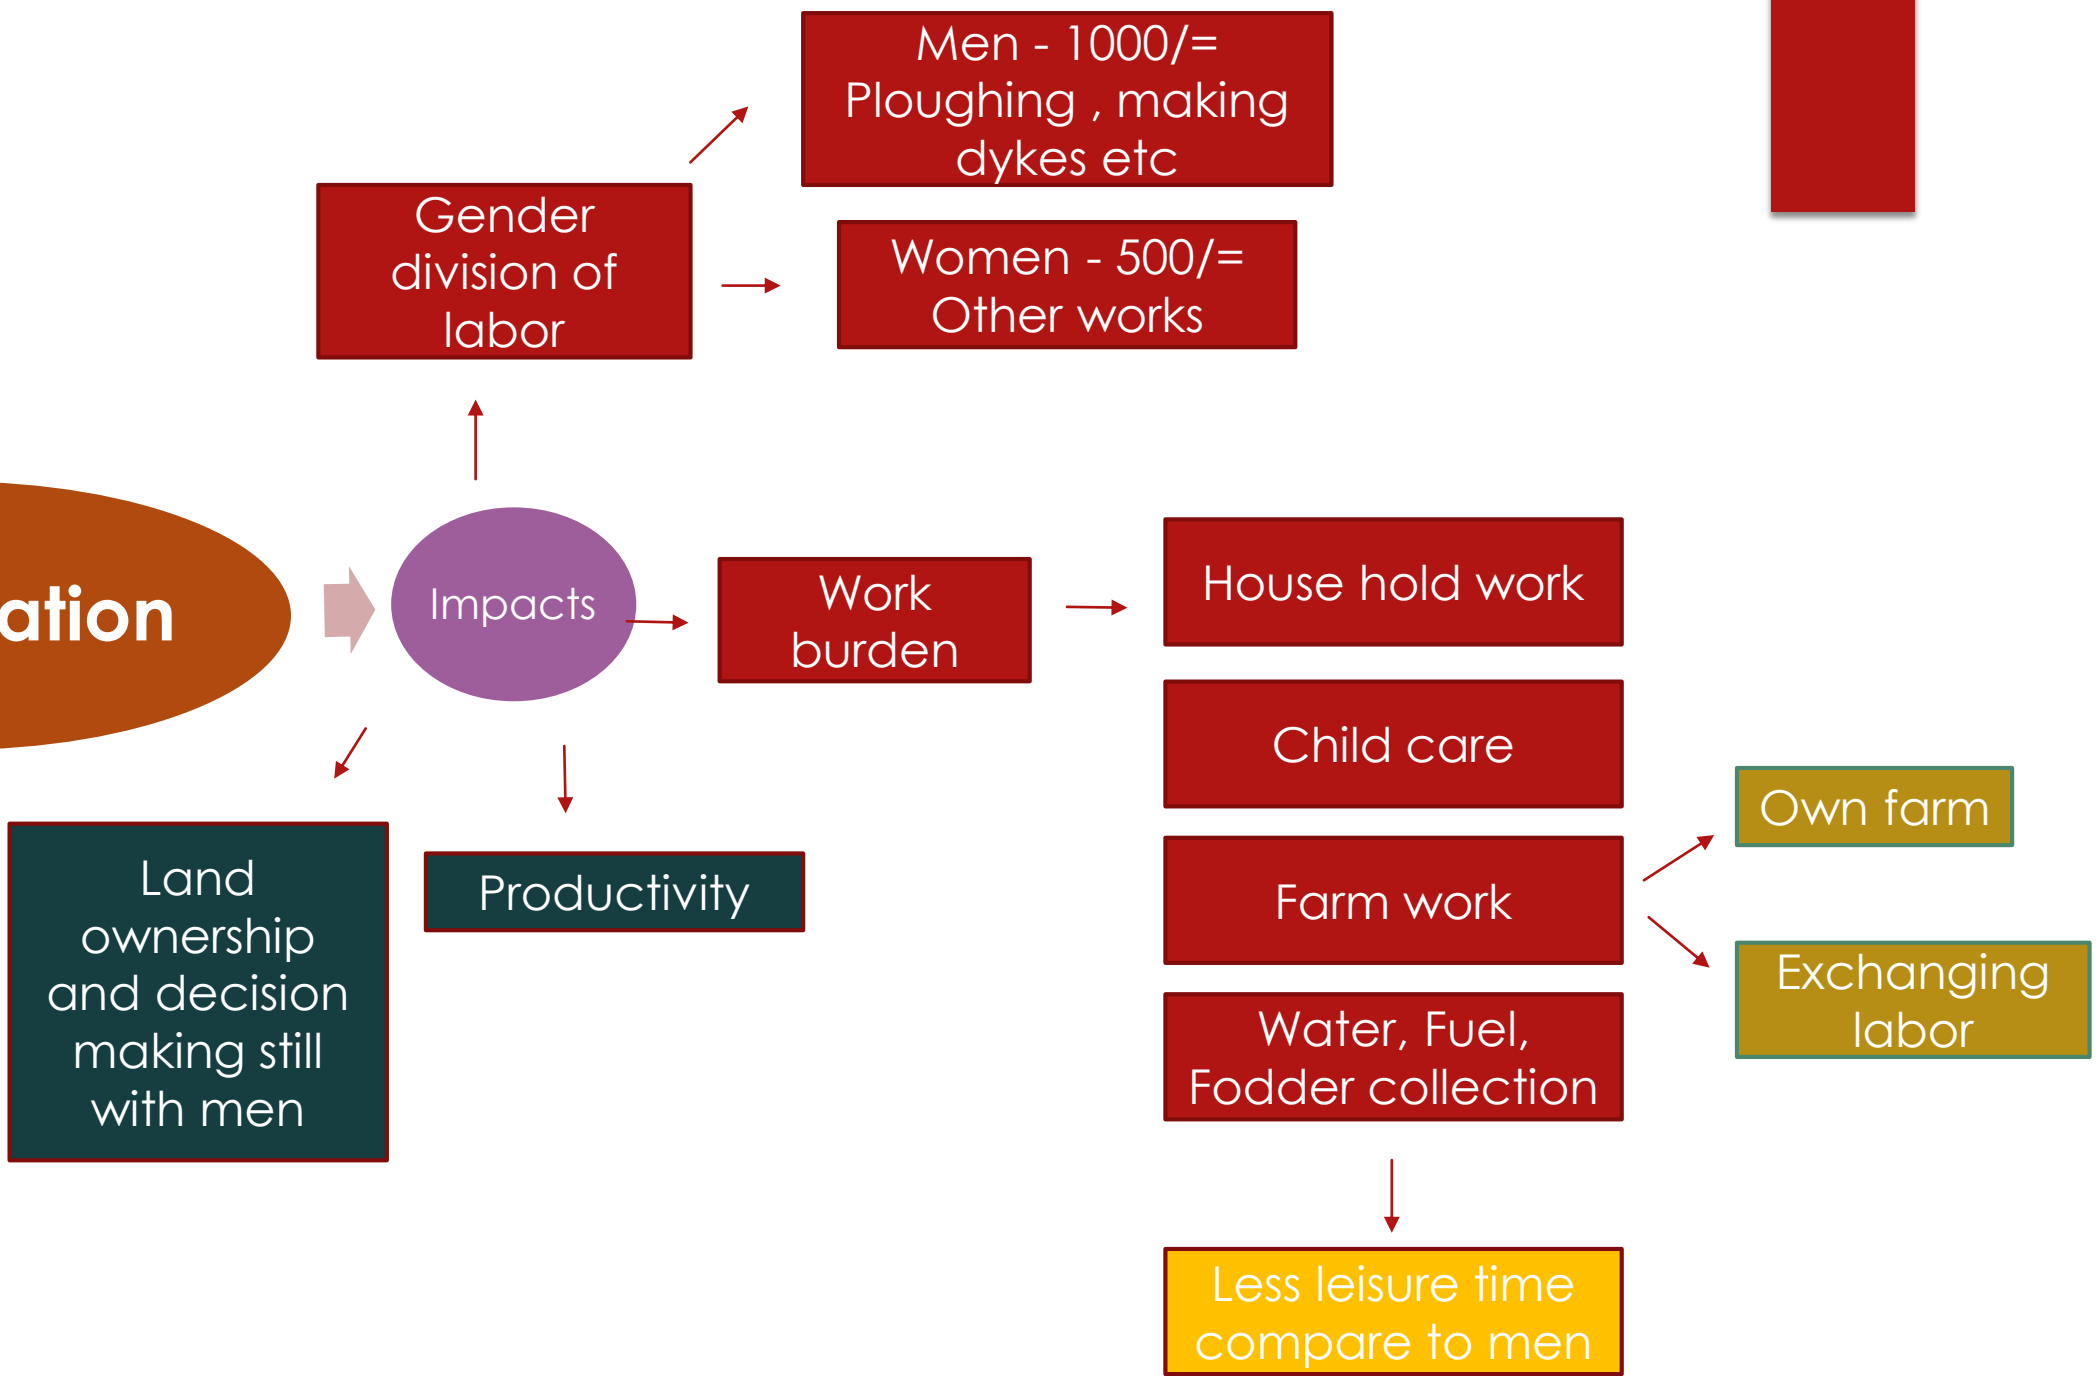 Men - 1000/=
Ploughing , making
dykes etc
Gender
division of
labor
Women - 500/=
Other works
ation
Impacts
Work
burden
House hold work
Child care
Farm work
Water, Fuel,
Fodder collection
Own farm
Exchanging
labor
Land
ownership
and decision
making still
with men
Productivity
Less leisure time
compare to men